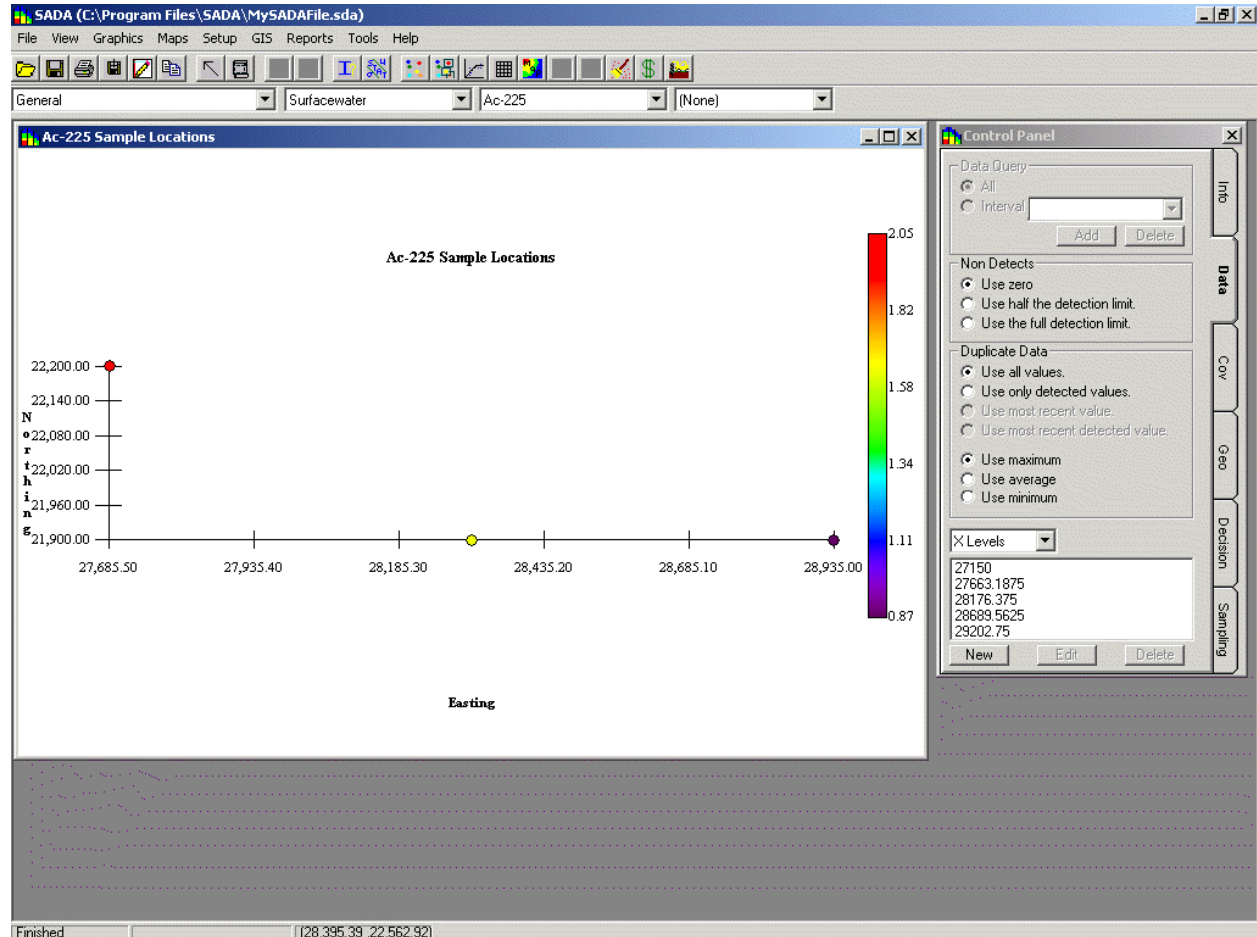 SADA (C:\Program Files\SADA\MySADAFile.sda)
File View Graphics Maps Setup GIS Reports Tools Help
General Surfacewater Ac-225 (None)
Ac-225 Sample Locations
Ac-225 Sample Locations
2.05
1.82
1.58
1.34
1.11
0.87
22,200.00
22,140.00
22,080.00
22,020.00
21,960.00
21,900.00
Northing
27,685.50 27,935.40 28,185.30 28,435.20 28,685.10 28,935.00
Easting
Control Panel
Data Query
All
Interval
Add Delete
Non Detects
Use zero
Use half the detection limit.
Use the full detection limit.
Duplicate Data
Use all values.
Use only detected values.
Use most recent value.
Use most recent detected value.
Use maximum
Use average
Use minimum
X Levels
27150
27663.1875
28176.375
28689.5625
29202.75
New Edit Delete
Info
Data
Cov
Geo
Decision
Sampling
Finished (28,395.39 ,22,562.92)